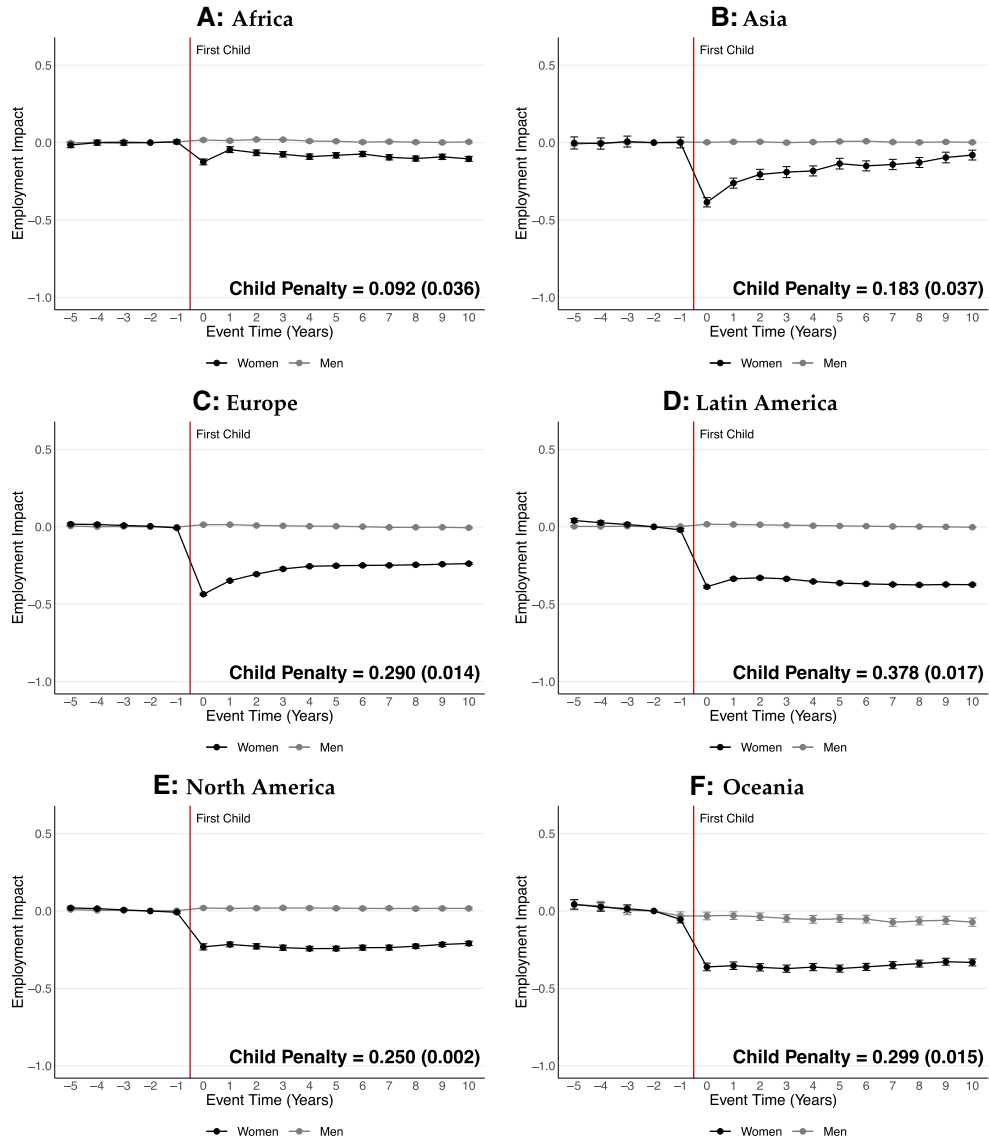 A: Africa
First Child
Employment Impact
0.5
0.0
−0.5
−1.0
Child Penalty = 0.092 (0.036)
−5 −4 −3 −2 −1 0 1 2 3 4 5 6 7 8 9 10
Event Time (Years)
Women Men
B: Asia
First Child
Employment Impact
0.5
0.0
−0.5
−1.0
Child Penalty = 0.183 (0.037)
−5 −4 −3 −2 −1 0 1 2 3 4 5 6 7 8 9 10
Event Time (Years)
Women Men
C: Europe
First Child
Employment Impact
0.5
0.0
−0.5
−1.0
Child Penalty = 0.290 (0.014)
−5 −4 −3 −2 −1 0 1 2 3 4 5 6 7 8 9 10
Event Time (Years)
Women Men
D: Latin America
First Child
Employment Impact
0.5
0.0
−0.5
−1.0
Child Penalty = 0.378 (0.017)
−5 −4 −3 −2 −1 0 1 2 3 4 5 6 7 8 9 10
Event Time (Years)
Women Men
E: North America
First Child
Employment Impact
0.5
0.0
−0.5
−1.0
Child Penalty = 0.250 (0.002)
−5 −4 −3 −2 −1 0 1 2 3 4 5 6 7 8 9 10
Event Time (Years)
Women Men
F: Oceania
First Child
Employment Impact
0.5
0.0
−0.5
−1.0
Child Penalty = 0.299 (0.015)
−5 −4 −3 −2 −1 0 1 2 3 4 5 6 7 8 9 10
Event Time (Years)
Women Men